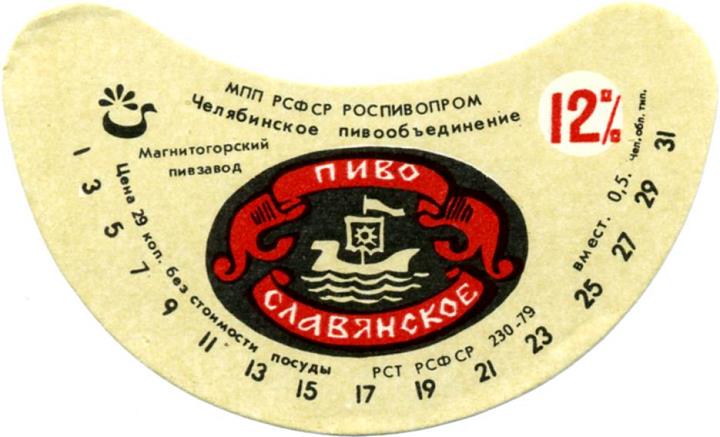 МПП РСФСР РОСПИВОПРОМ
Челябинское пивообъединение
12%
Магнитогорский
пивзавод
ПИВО
СЛАВЯНСКОЕ
Цена 29 коп. без стоимости посуды
РСТ РСФСР 230-79
вмест. 0,5.
Чел. обл. тип.
1 3 5 7 9 11 13 15 17 19 21 23 25 27 29 31